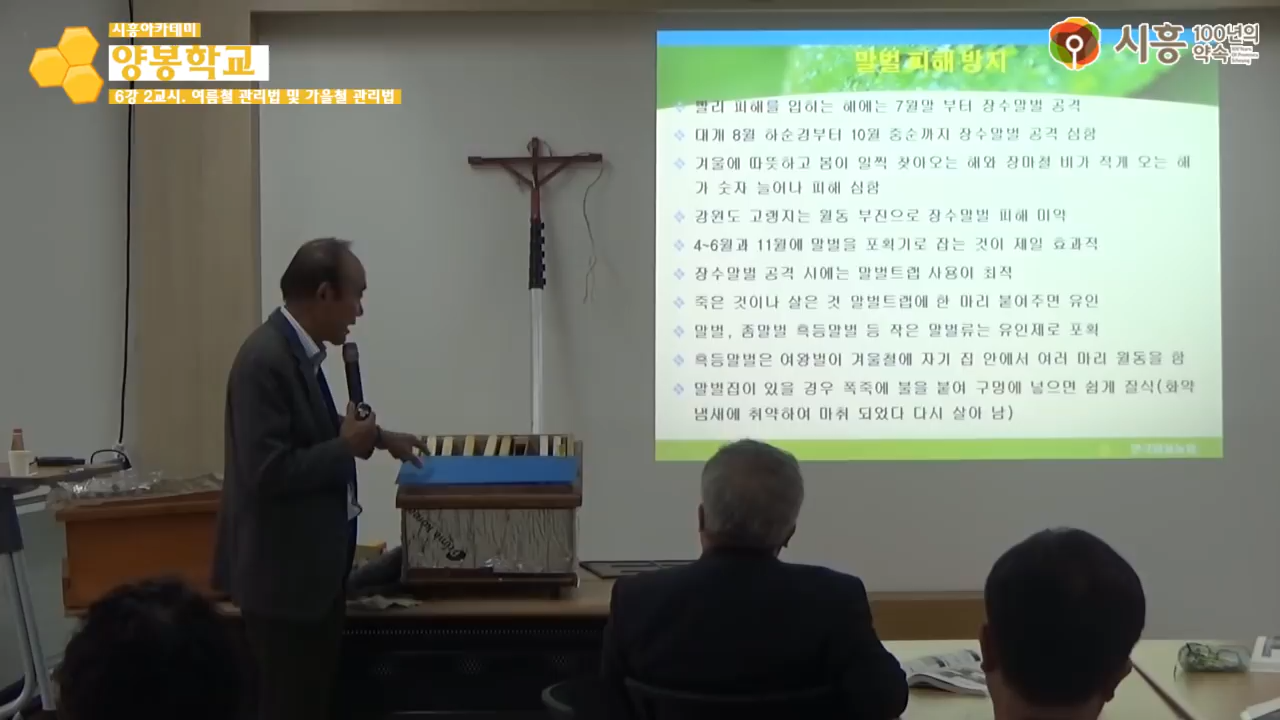 시흥아카데미
양봉학교
6강 2교시. 여름철 관리법 및 가을철 관리법
시흥 100년의
약속
말벌 피해 방지
빨리 피해를 입하는 해에는 7월말 부터 장수말벌 공격
대개 8월 하순경부터 10월 중순까지 장수말벌 공격 심함
겨울에 따뜻하고 봄이 일찍 찾아오는 해와 장마철 비가 적게 오는 해
가 숫자 늘어나 피해 심함
강원도 고랭지는 월동 부진으로 장수말벌 피해 미약
4~6월과 11월에 말벌을 포획기로 잡는 것이 제일 효과적
장수말벌 공격 시에는 말벌트랩 사용이 최적
죽은 것이나 살은 것 말벌트랩에 한 마리 붙여주면 유인
말벌, 좀말벌 흑등말벌 등 작은 말벌류는 유인제로 포획
흑등말벌은 여왕벌이 겨울철에 자기 집 안에서 여러 마리 월동을 함
말벌집이 있을 경우 폭죽에 불을 붙여 구멍에 넣으면 쉽게 질식(화약
냄새에 취약하여 마취 되었다 다시 살아 남)